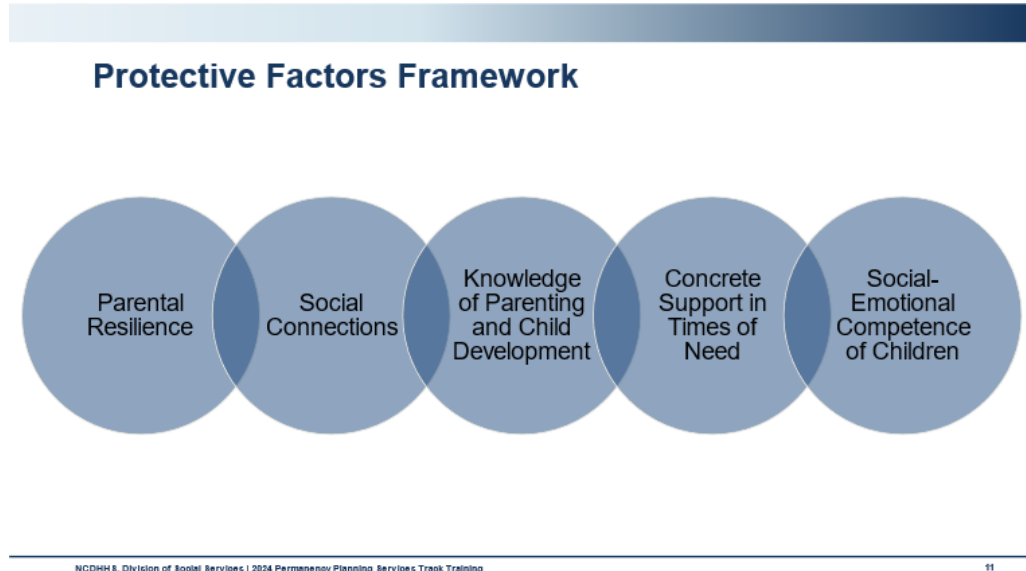 Protective Factors Framework
Parental
Resilience
Social
Connections
Knowledge
of Parenting
and Child
Development
Concrete
Support in
Times of
Need
Social-
Emotional
Competence
of Children
NCDHHS, Division of Social Services | 2024 Permanency Planning Services Track Training
11